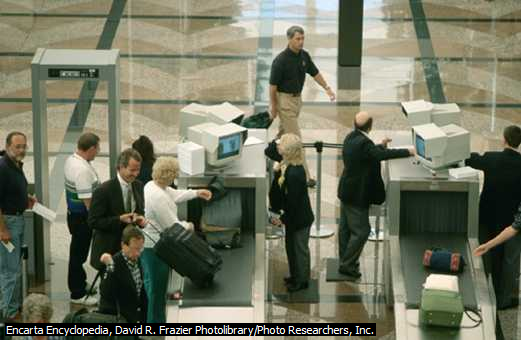 Encarta Encyclopedia, David R. Frazier Photolibrary/Photo Researchers, Inc.